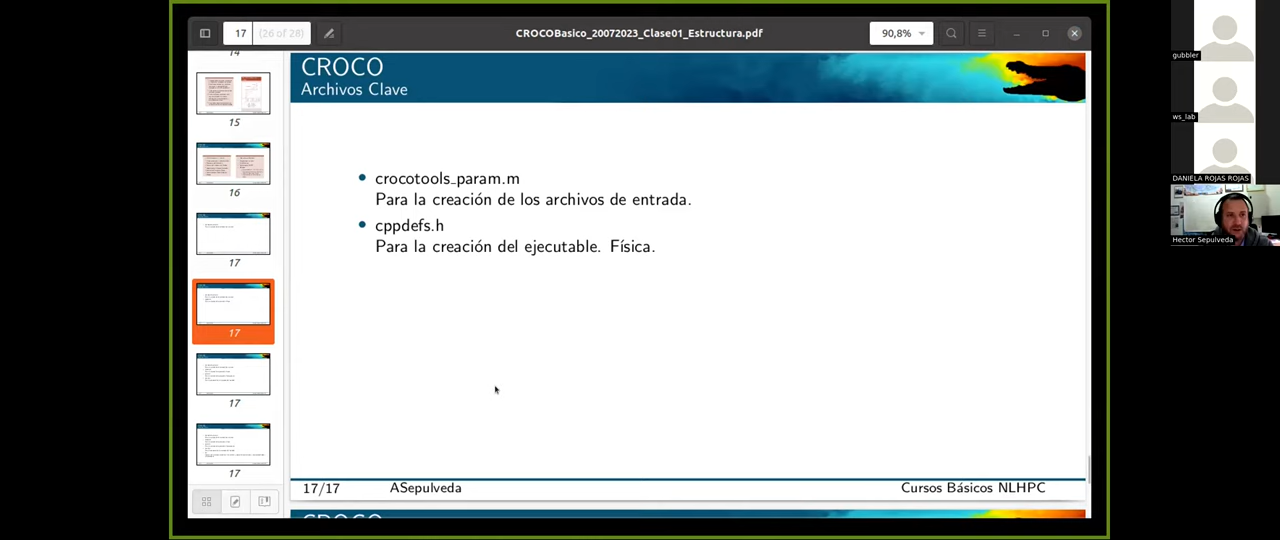 17 (26 of 28)
CROCOBasico_20072023_Clase01_Estructura.pdf
90,8%
14
15
16
17
17
17
17
CROCO
Archivos Clave
crocotools_param.m
Para la creación de los archivos de entrada.
cppdefs.h
Para la creación del ejecutable. Física.
17/17 ASepulveda Cursos Básicos NLHPC
CROCO
gubbler
ws_lab
DANIELA ROJAS ROJAS
Hector Sepulveda